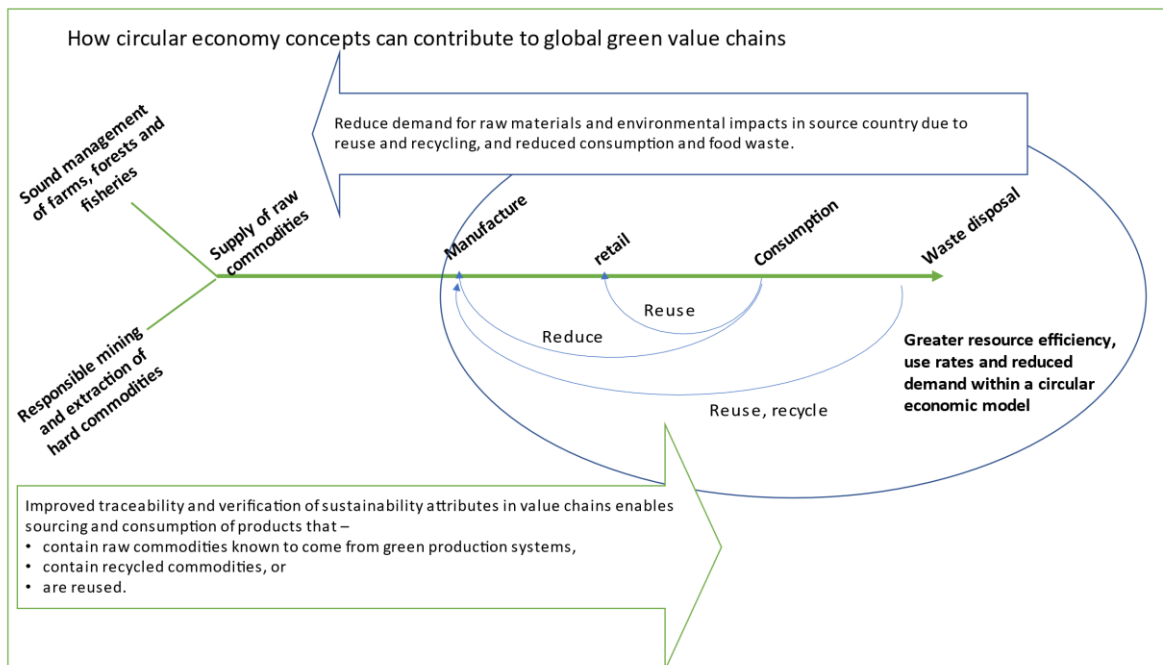 How circular economy concepts can contribute to global green value chains
Reduce demand for raw materials and environmental impacts in source country due to
reuse and recycling, and reduced consumption and food waste.
Sound management
of farms, forests and
fisheries
Supply of raw
commodities
Manufacture
retail
Consumption
Waste disposal
Reuse
Reduce
Reuse, recycle
Responsible mining
and extraction of
hard commodities
Greater resource efficiency,
use rates and reduced
demand within a circular
economic model
Improved traceability and verification of sustainability attributes in value chains enables
sourcing and consumption of products that –
• contain raw commodities known to come from green production systems,
• contain recycled commodities, or
• are reused.